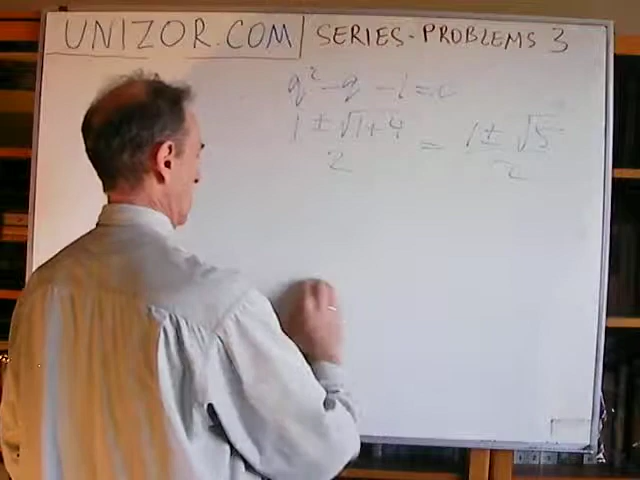 UNIZOR.COM | SERIES-PROBLEMS 3
q² - q - 1 = 0
1 ± √1+4 / 2 = 1 ± √5 / 2